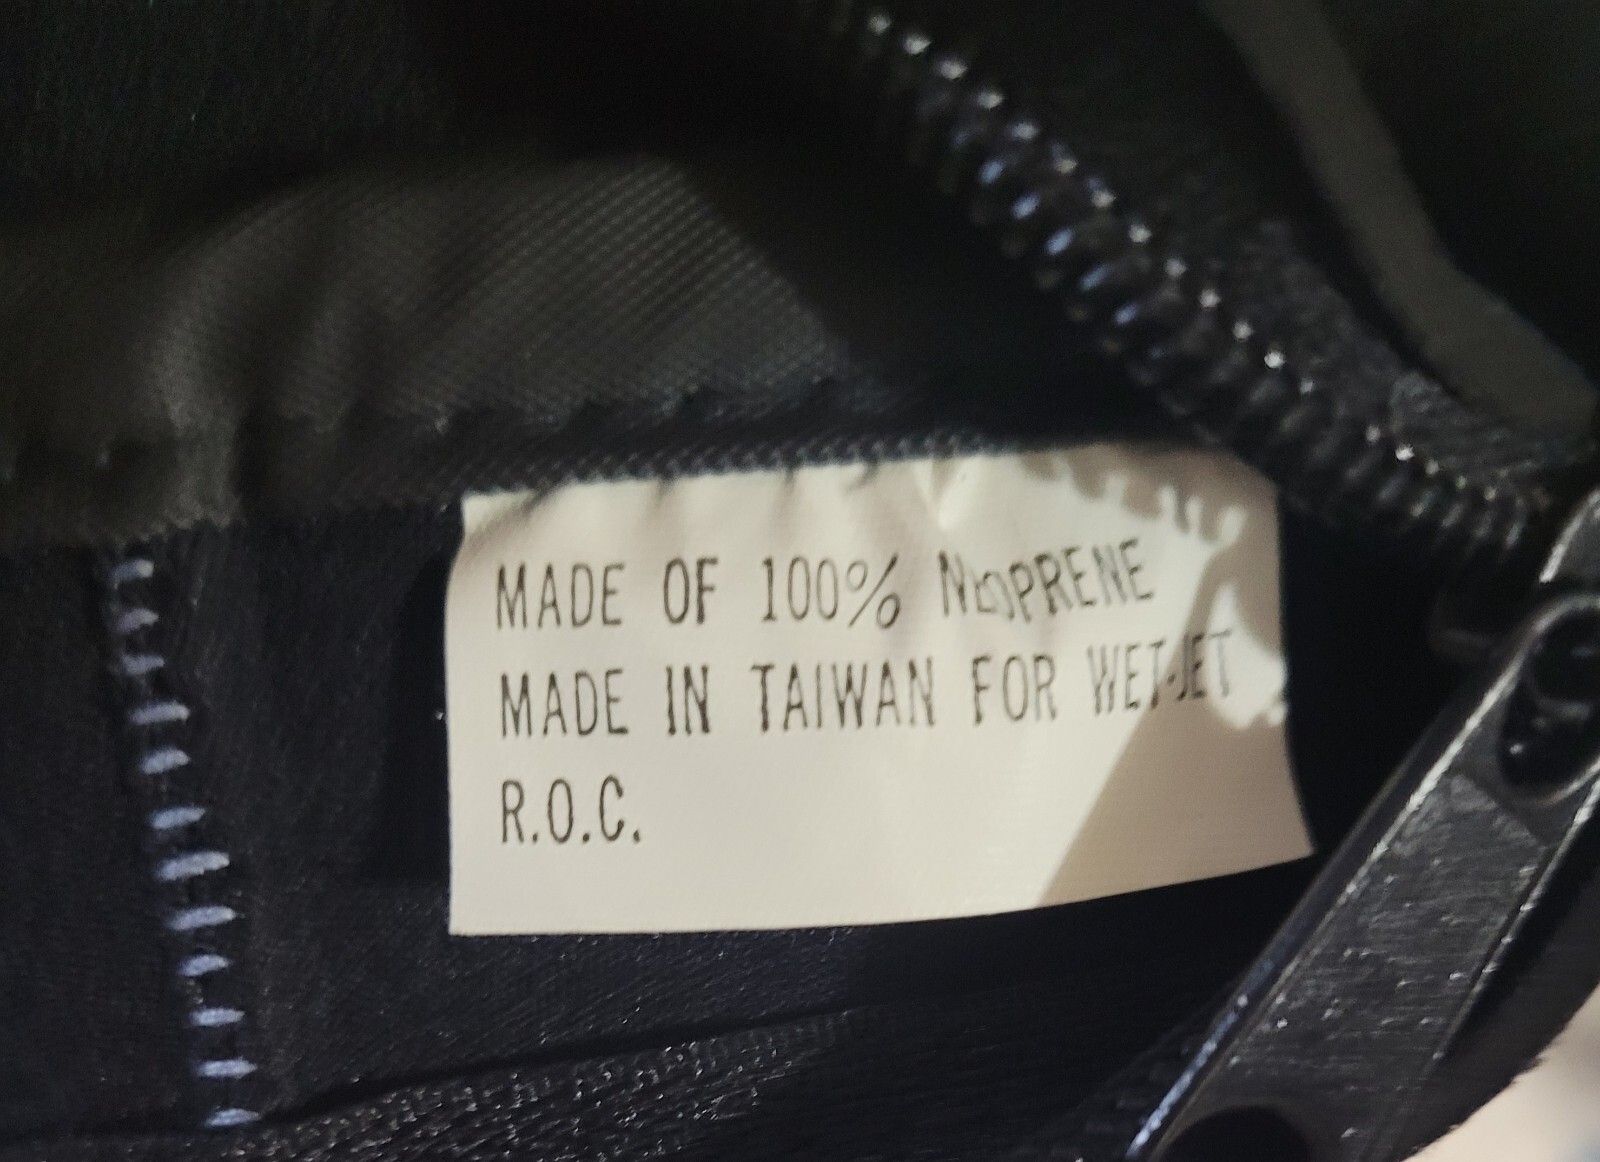 MADE OF 100% NEOPRENE
MADE IN TAIWAN FOR WET-JET
R.O.C.